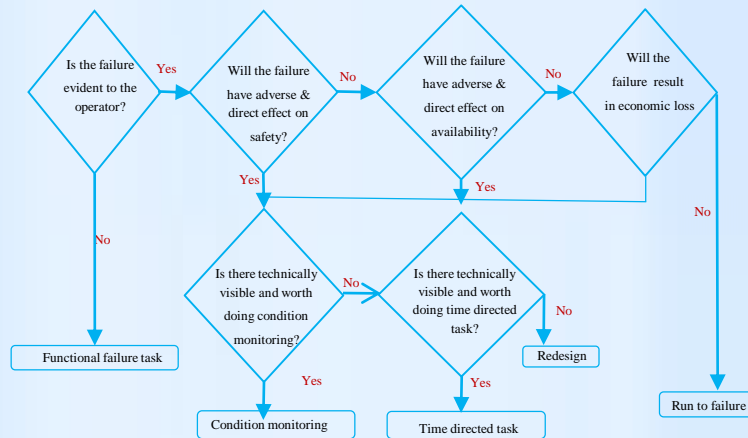 Is the failure
evident to the
operator?
Yes
Will the failure
have adverse &
direct effect on
safety?
No
Will the failure
have adverse &
direct effect on
availability?
No
Will the
failure result
in economic loss
Yes
Yes
No
No
Is there technically
visible and worth
doing condition
monitoring?
No
Is there technically
visible and worth
doing time directed
task?
No
Functional failure task
Redesign
Yes
Yes
Condition monitoring
Time directed task
Run to failure